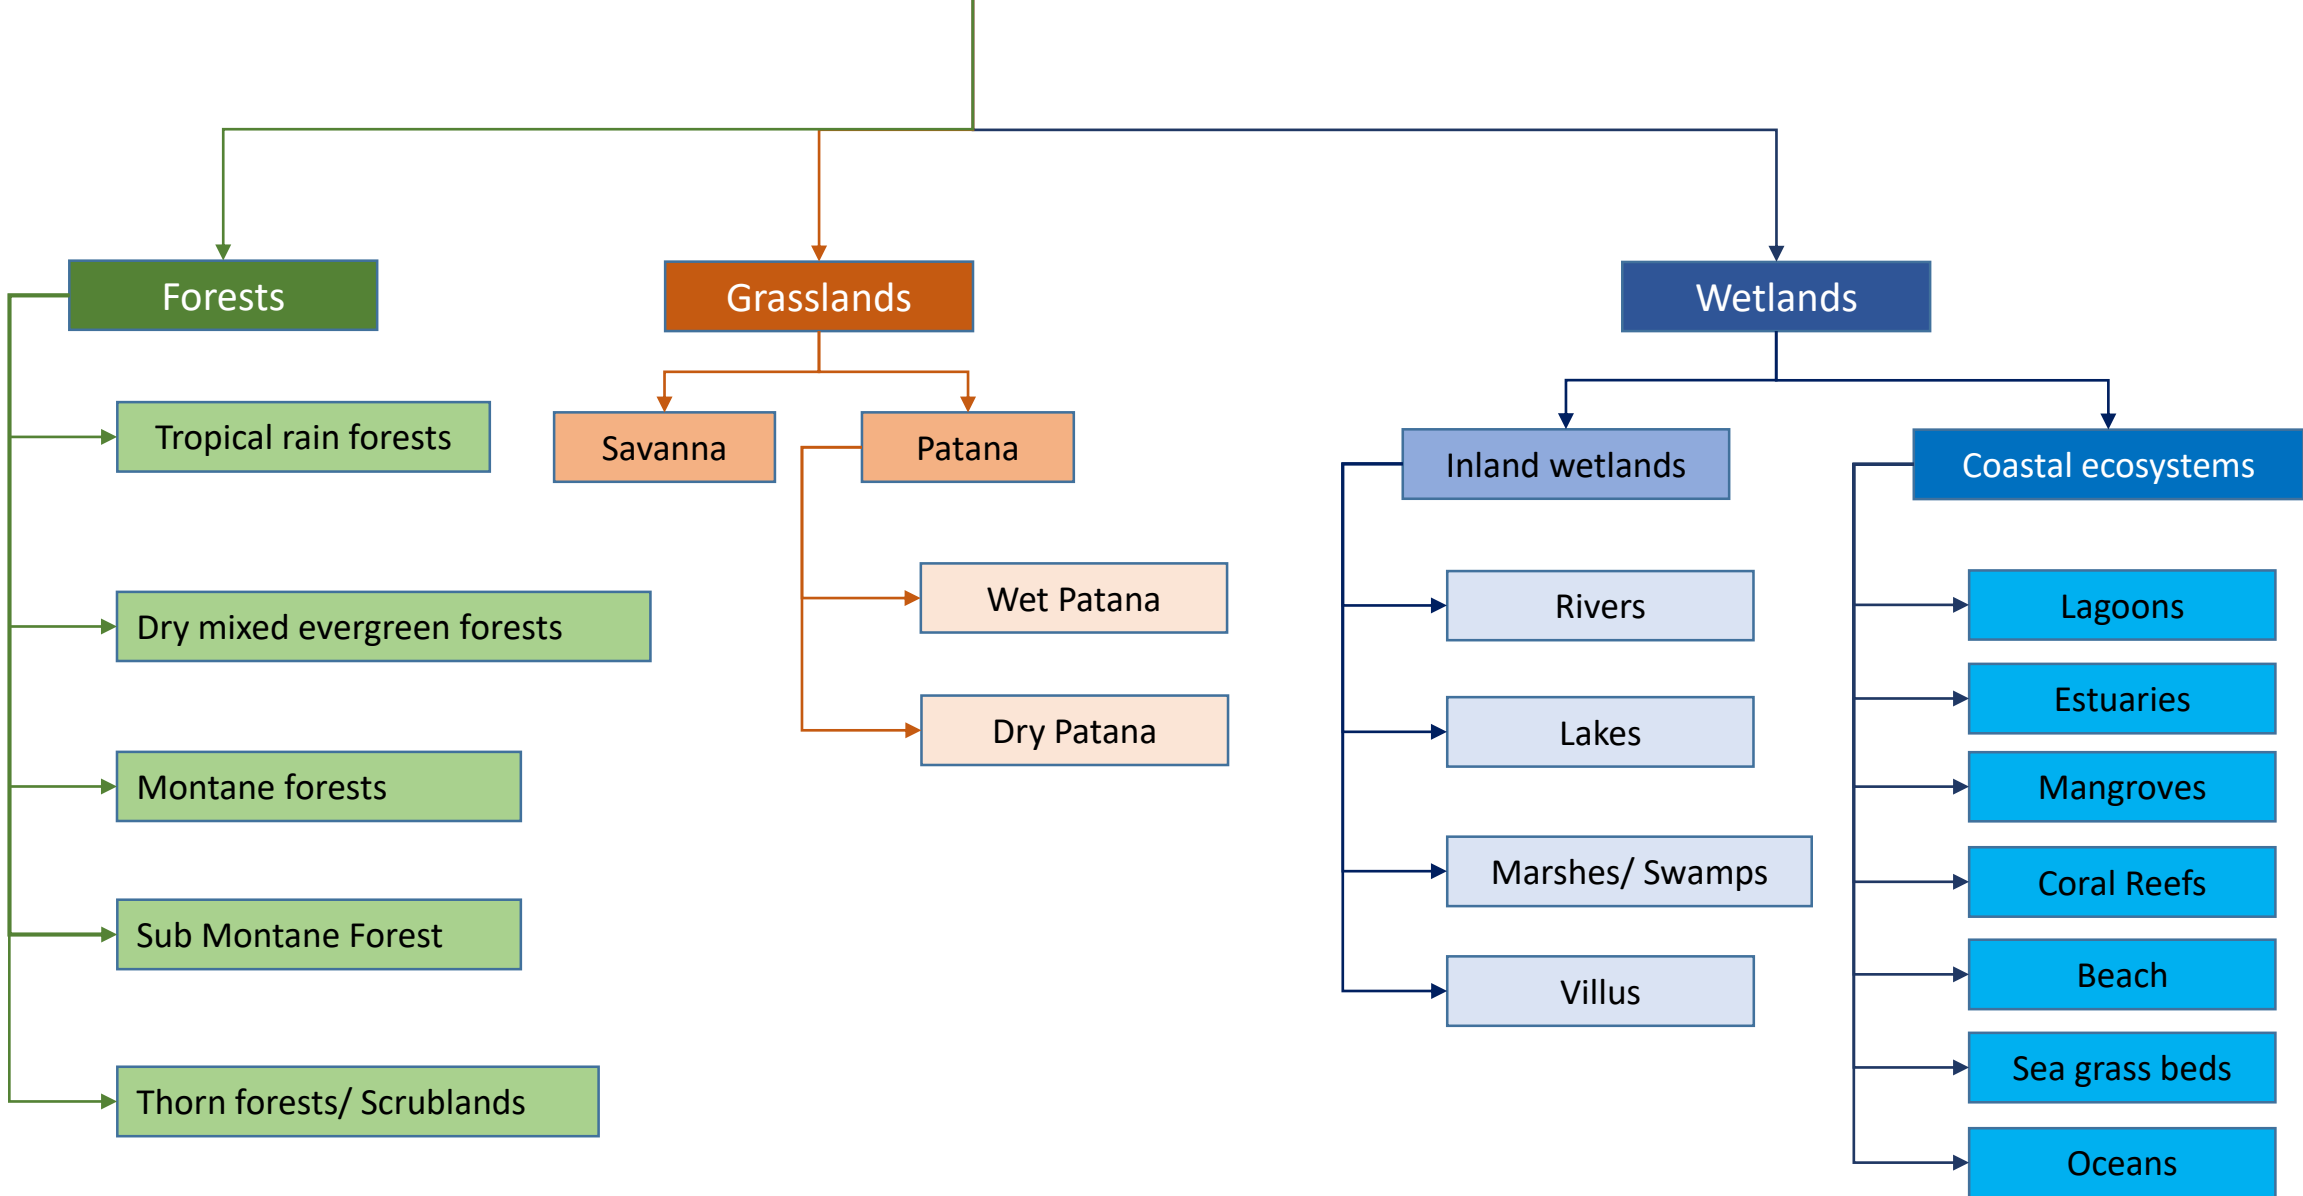 Forests
Grasslands
Wetlands
Tropical rain forests
Dry mixed evergreen forests
Montane forests
Sub Montane Forest
Thorn forests/ Scrublands
Savanna
Patana
Wet Patana
Dry Patana
Inland wetlands
Coastal ecosystems
Rivers
Lakes
Marshes/ Swamps
Villus
Lagoons
Estuaries
Mangroves
Coral Reefs
Beach
Sea grass beds
Oceans